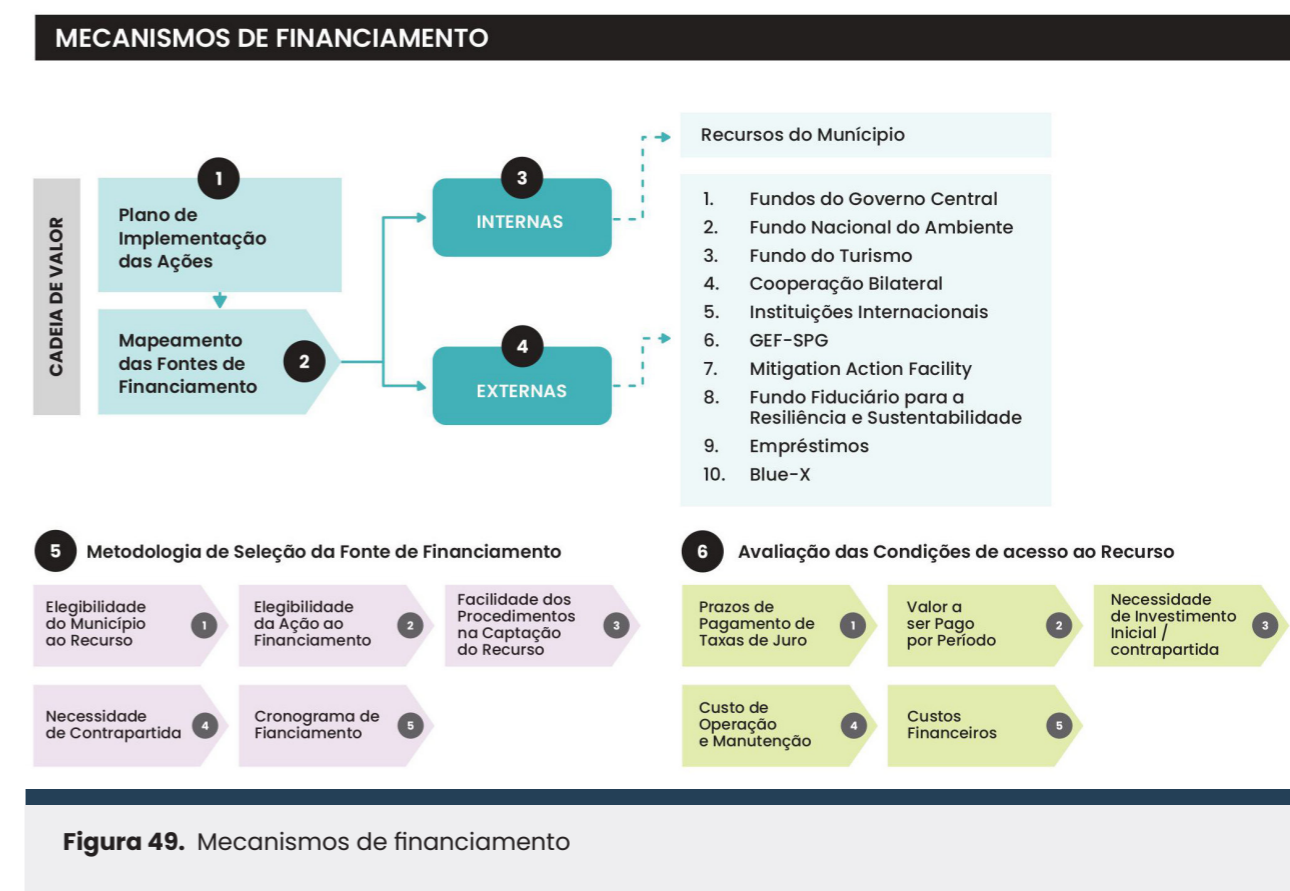 MECANISMOS DE FINANCIAMENTO
CADEIA DE VALOR
1
Plano de
Implementação
das Ações
Mapeamento
das Fontes de
Financiamento
2
3
INTERNAS
4
EXTERNAS
Recursos do Munícipio
1. Fundos do Governo Central
2. Fundo Nacional do Ambiente
3. Fundo do Turismo
4. Cooperação Bilateral
5. Instituições Internacionais
6. GEF-SPG
7. Mitigation Action Facility
8. Fundo Fiduciário para a
Resiliência e Sustentabilidade
9. Empréstimos
10. Blue-X
5 Metodologia de Seleção da Fonte de Financiamento
Elegibilidade
do Município
ao Recurso
1
Elegibilidade
da Ação ao
Financiamento
2
Facilidade dos
Procedimentos
na Captação
do Recurso
3
Necessidade
de Contrapartida
4
Cronograma de
Fianciamento
5
6 Avaliação das Condições de acesso ao Recurso
Prazos de
Pagamento de
Taxas de Juro
1
Valor a
ser Pago
por Período
2
Necessidade
de Investimento
Inicial /
contrapartida
3
Custo de
Operação
e Manutenção
4
Custos
Financeiros
5
Figura 49. Mecanismos de financiamento